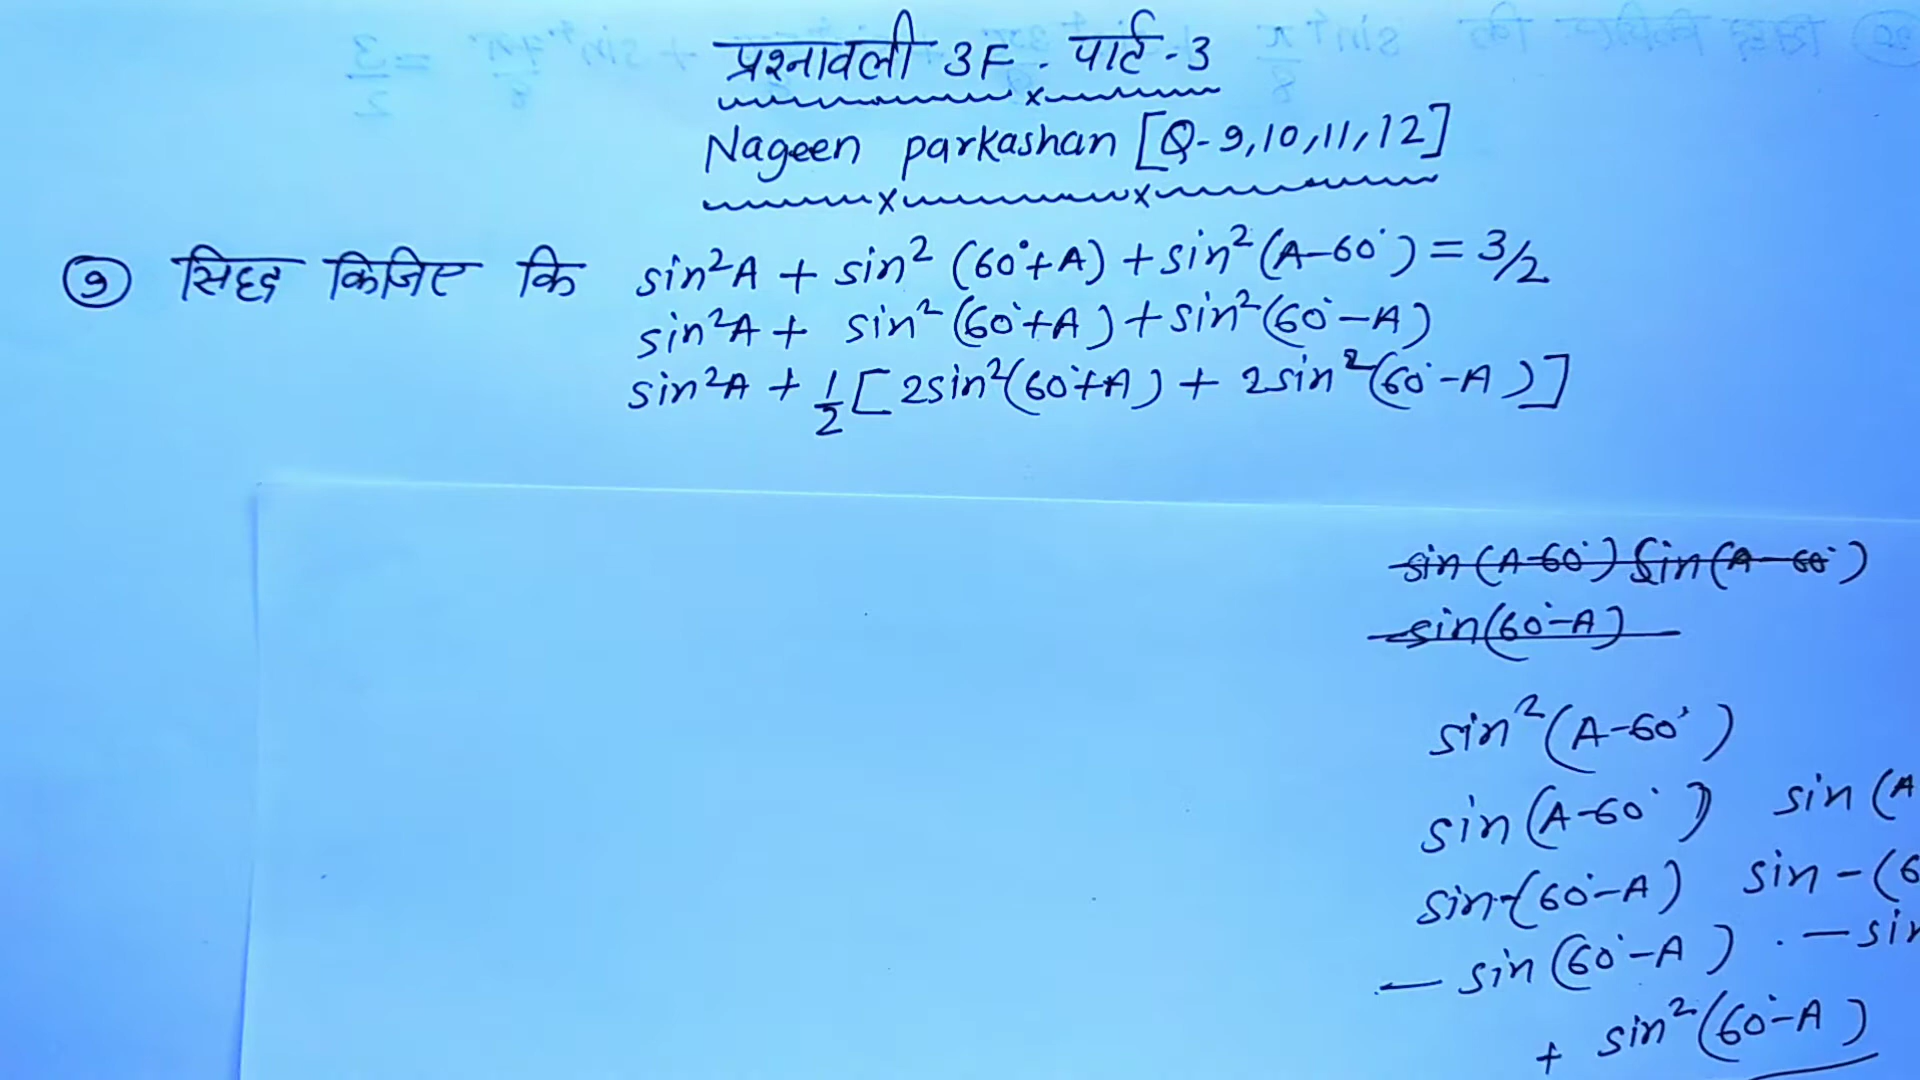 प्रश्नावली 3F. पार्ट-3
Nageen parkashan [Q-9,10,11,12]
9 सिद्ध किजिए कि sin²A + sin² (60°+A) + sin² (A-60°) = 3/2
sin²A + sin² (60°+A) + sin² (60°-A)
sin²A + 1/2 [2sin²(60°+A) + 2sin²(60°-A)]
sin(A-60°) sin(A-60°)
sin(60°-A)
sin²(A-60°)
sin(A-60°) sin(A
sin-(60°-A) sin-(6
- sin(60°-A) . - sin
+ sin²(60°-A)